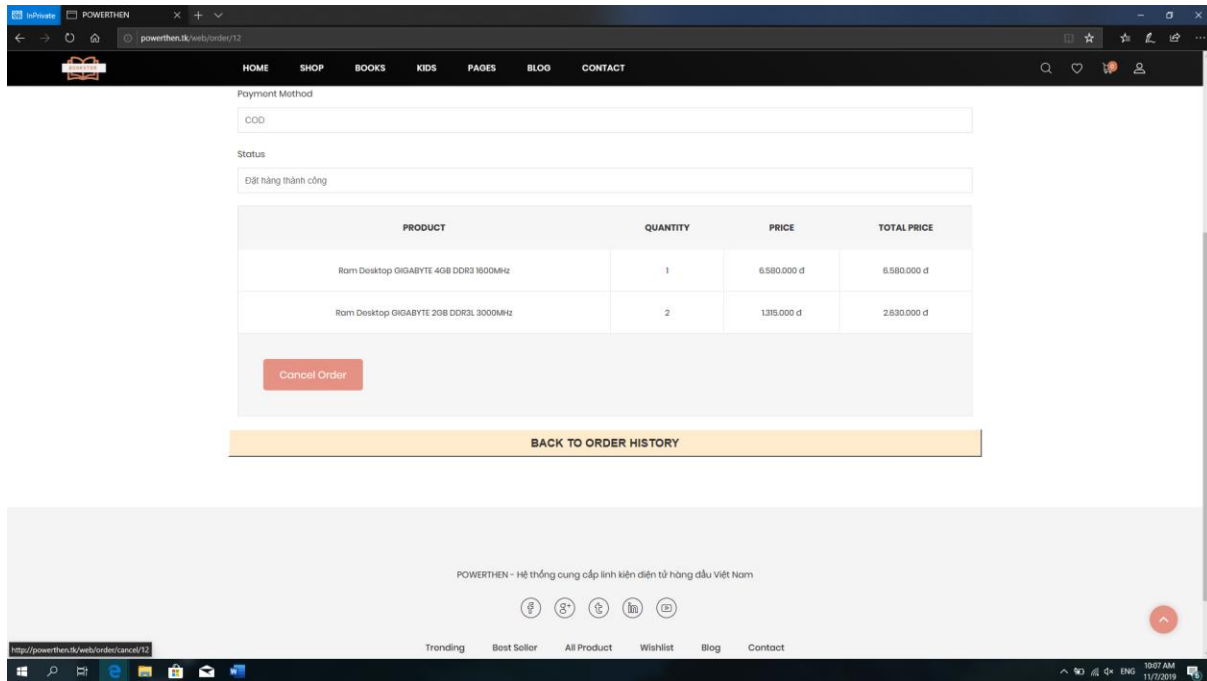 InPrivate POWERTHEN
powerthen.tk/web/order/12
BOOKSTER HOME SHOP BOOKS KIDS PAGES BLOG CONTACT 0
Payment Method
COD
Status
Đặt hàng thành công
PRODUCT QUANTITY PRICE TOTAL PRICE
Ram Desktop GIGABYTE 4GB DDR3 1600MHz 1 6.580.000 đ 6.580.000 đ
Ram Desktop GIGABYTE 2GB DDR3L 3000MHz 2 1.315.000 đ 2.630.000 đ
Cancel Order
BACK TO ORDER HISTORY
POWERTHEN - Hệ thống cung cấp linh kiện điện tử hàng đầu Việt Nam
Trending Best Seller All Product Wishlist Blog Contact
http://powerthen.tk/web/order/cancel/12
ENG 10:07 AM
11/7/2019